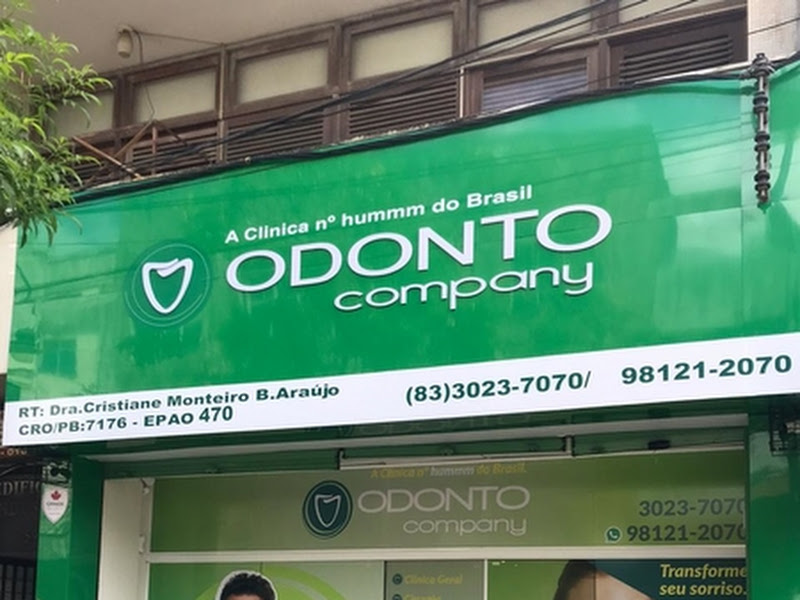 A Clinica nº hummm do Brasil
ODONTO
company
RT: Dra.Cristiane Monteiro B.Araújo
CRO/PB:7176 - EPAO 470
(83)3023-7070/ 98121-2070
A Clinica nº hummm do Brasil.
ODONTO
company
3023-7070
98121-2070
Clínica Geral
Transforme
seu sorriso.